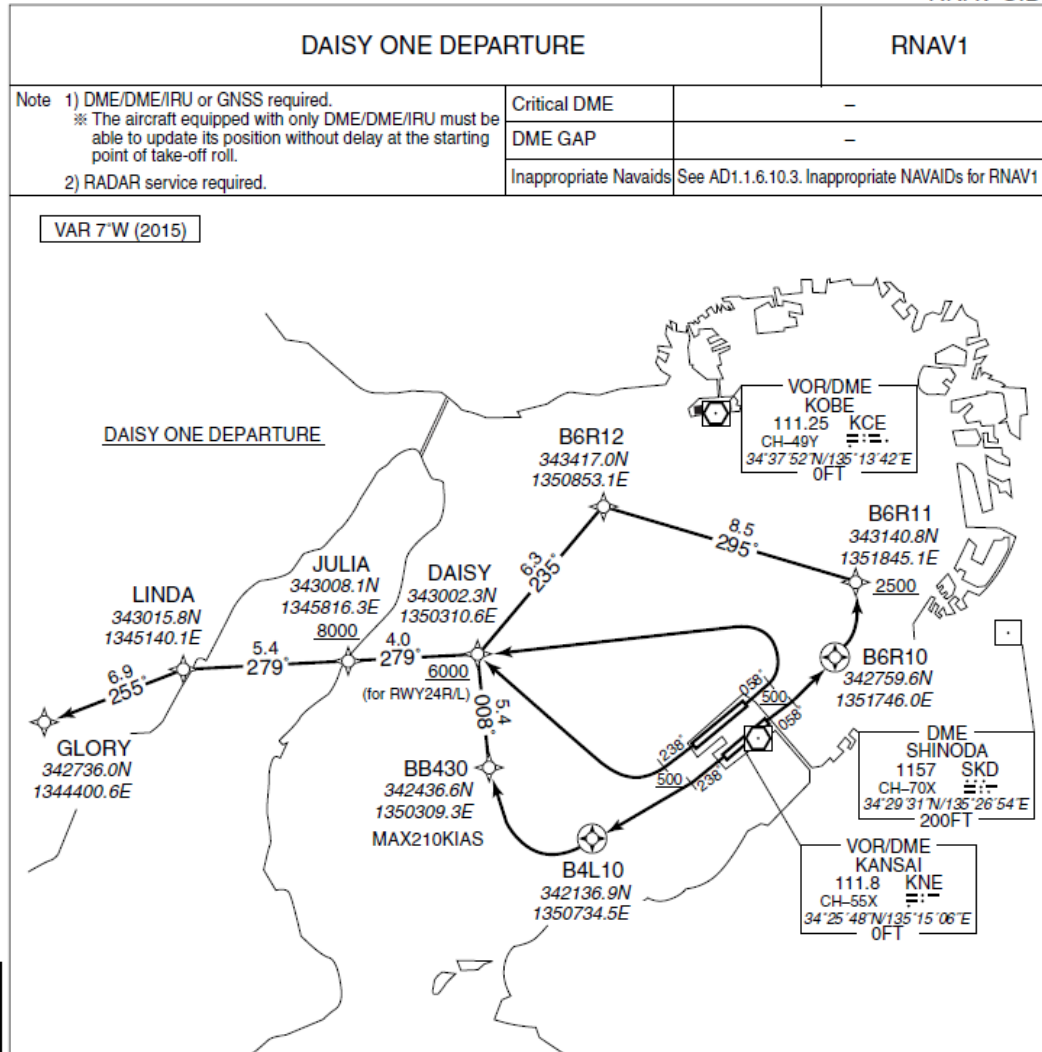 DAISY ONE DEPARTURE
RNAV1
Note 1) DME/DME/IRU or GNSS required.
※ The aircraft equipped with only DME/DME/IRU must be
able to update its position without delay at the starting
point of take-off roll.
2) RADAR service required.
Critical DME
–
DME GAP
–
Inappropriate Navaids
See AD1.1.6.10.3. Inappropriate NAVAIDs for RNAV1
VAR 7°W (2015)
DAISY ONE DEPARTURE
VOR/DME
KOBE
111.25 KCE
CH–49Y
34°37´52″N/135°13´42″E
0FT
B6R12
343417.0N
1350853.1E
8.5
295°
B6R11
343140.8N
1351845.1E
2500
6.3
235°
JULIA
343008.1N
1345816.3E
8000
DAISY
343002.3N
1350310.6E
6000
(for RWY24R/L)
LINDA
343015.8N
1345140.1E
5.4
279°
4.0
279°
6.9
255°
GLORY
342736.0N
1344400.6E
5.4
008°
B6R10
342759.6N
1351746.0E
058°
500
058°
238°
500
238°
BB430
342436.6N
1350309.3E
MAX210KIAS
B4L10
342136.9N
1350734.5E
DME
SHINODA
1157 SKD
CH–70X
34°29´31″N/135°26´54″E
200FT
VOR/DME
KANSAI
111.8 KNE
CH–55X
34°25´48″N/135°15´06″E
0FT